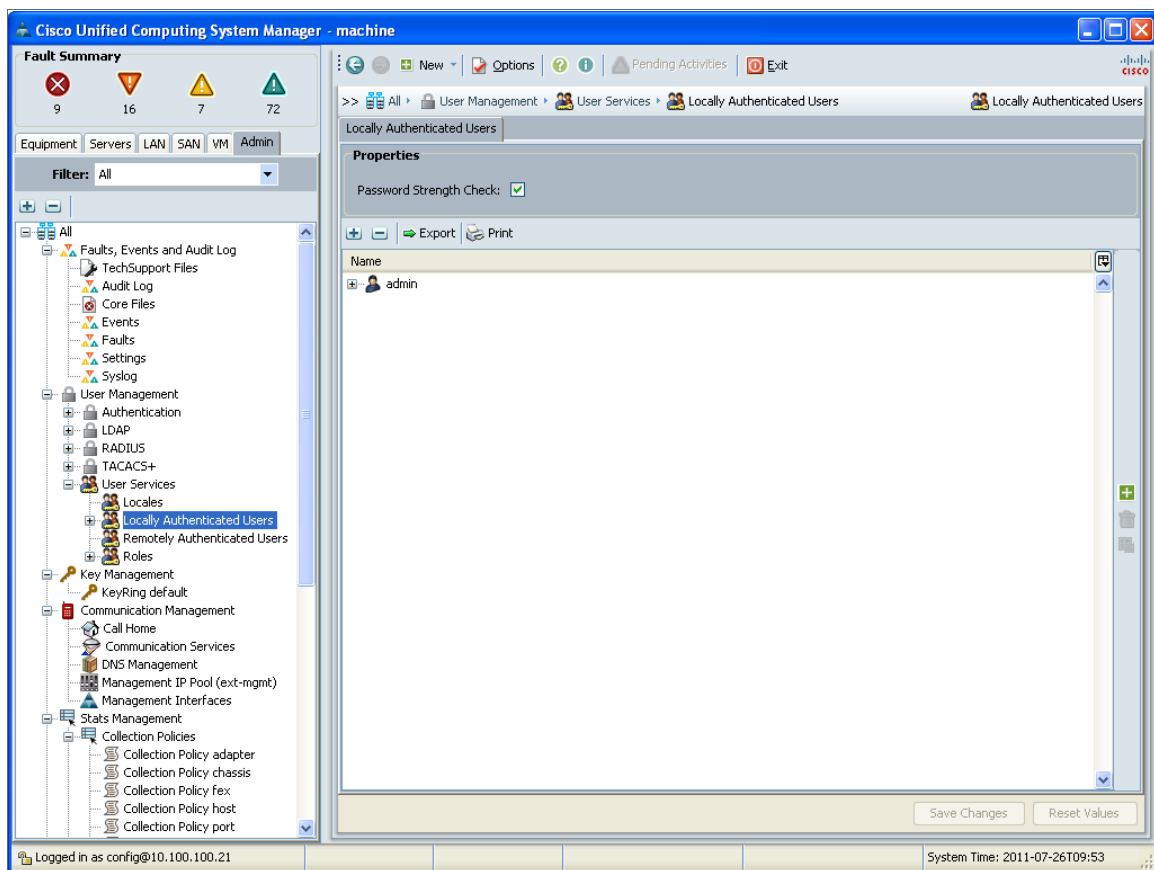 Cisco Unified Computing System Manager - machine
Fault Summary
9 16 7 72
Equipment Servers LAN SAN VM Admin
Filter: All
All
Faults, Events and Audit Log
TechSupport Files
Audit Log
Core Files
Events
Faults
Settings
Syslog
User Management
Authentication
LDAP
RADIUS
TACACS+
User Services
Locales
Locally Authenticated Users
Remotely Authenticated Users
Roles
Key Management
KeyRing default
Communication Management
Call Home
Communication Services
DNS Management
Management IP Pool (ext-mgmt)
Management Interfaces
Stats Management
Collection Policies
Collection Policy adapter
Collection Policy chassis
Collection Policy fex
Collection Policy host
Collection Policy port
New Options Pending Activities Exit
CISCO
>> All User Management User Services Locally Authenticated Users Locally Authenticated Users
Locally Authenticated Users
Properties
Password Strength Check:
Export Print
Name
admin
Save Changes Reset Values
Logged in as config@10.100.100.21 System Time: 2011-07-26T09:53